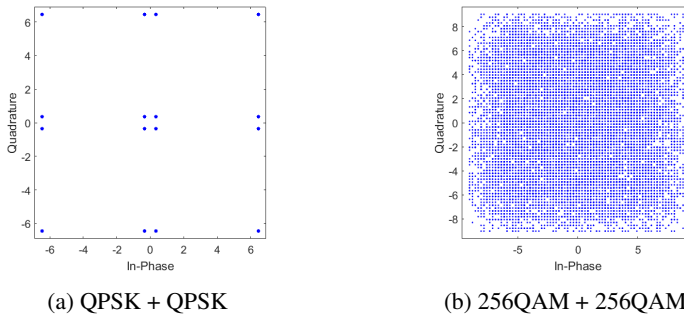 6
4
2
0
-2
-4
-6
Quadrature
-6 -4 -2 0 2 4 6
In-Phase
(a) QPSK + QPSK
8
6
4
2
0
-2
-4
-6
-8
Quadrature
-5 0 5
In-Phase
(b) 256QAM + 256QAM